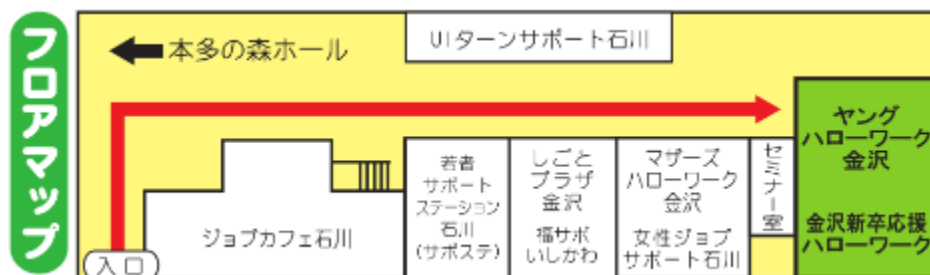 フロアマップ
本多の森ホール
UIターンサポート石川
入口
ジョブカフェ石川
若者
サポート
ステーション
石川
(サポステ)
しごと
プラザ
金沢
福サポ
いしかわ
マザーズ
ハローワーク
金沢
女性ジョブ
サポート石川
セミナー室
ヤング
ハローワーク
金沢
金沢新卒応援
ハローワーク